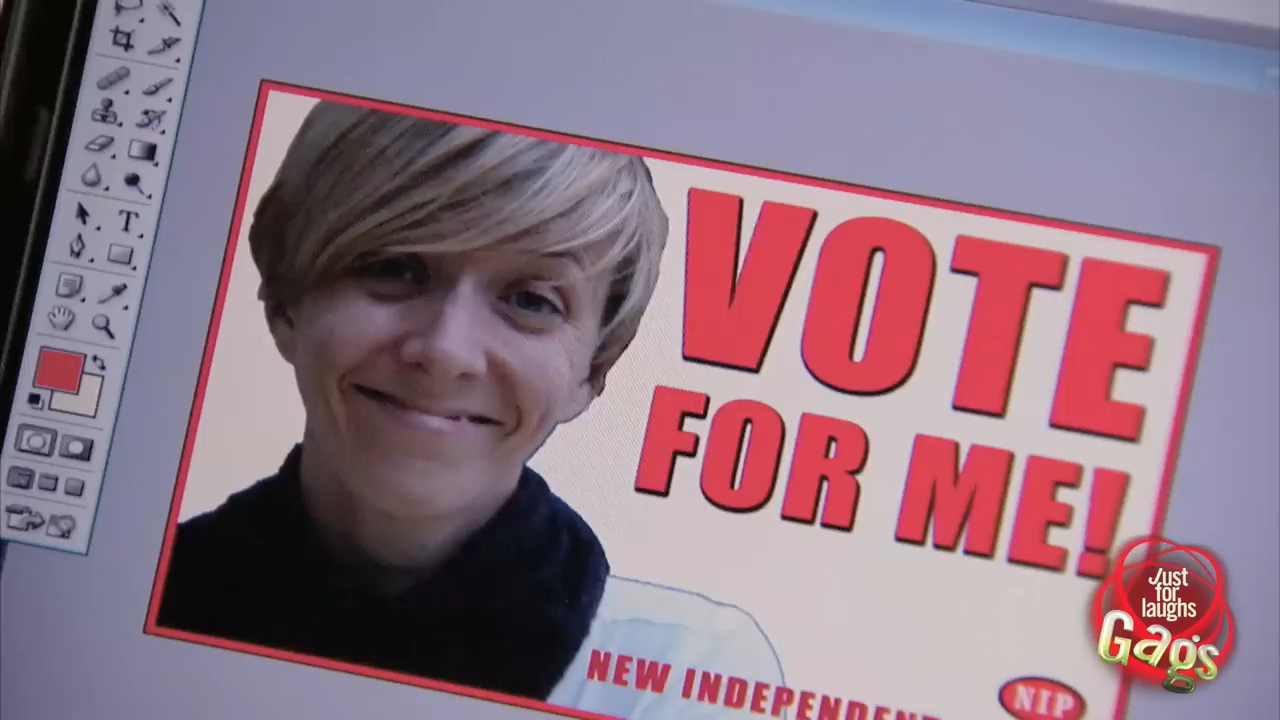 T
VOTE
FOR ME!
NEW INDEPENDENT
NIP
Just
for
laughs
Gags